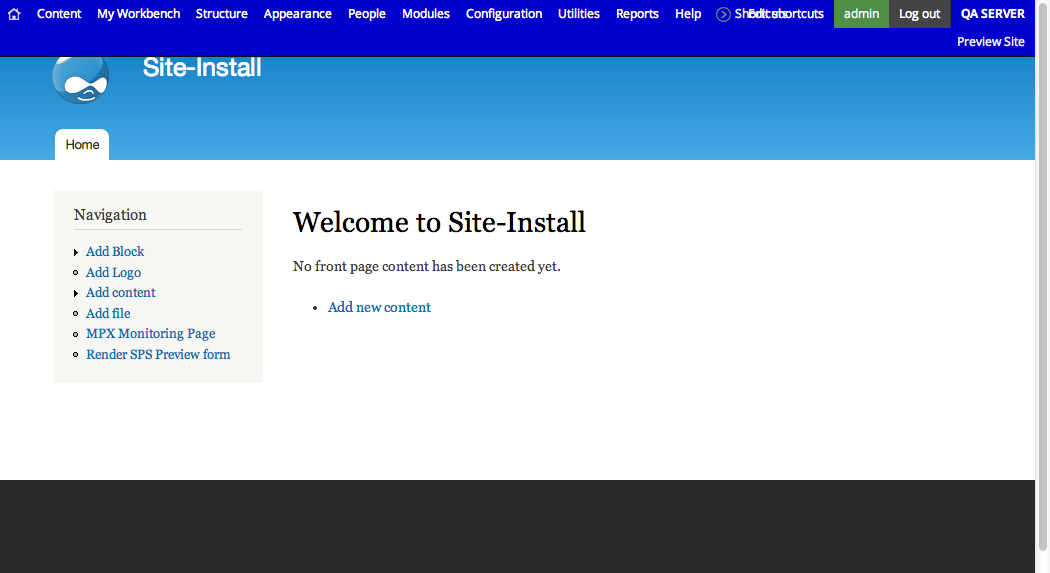 Content My Workbench Structure Appearance People Modules Configuration Utilities Reports Help Shortcuts Edit shortcuts admin Log out QA SERVER
Preview Site
Site-Install
Home
Navigation
Add Block
Add Logo
Add content
Add file
MPX Monitoring Page
Render SPS Preview form
Welcome to Site-Install
No front page content has been created yet.
Add new content